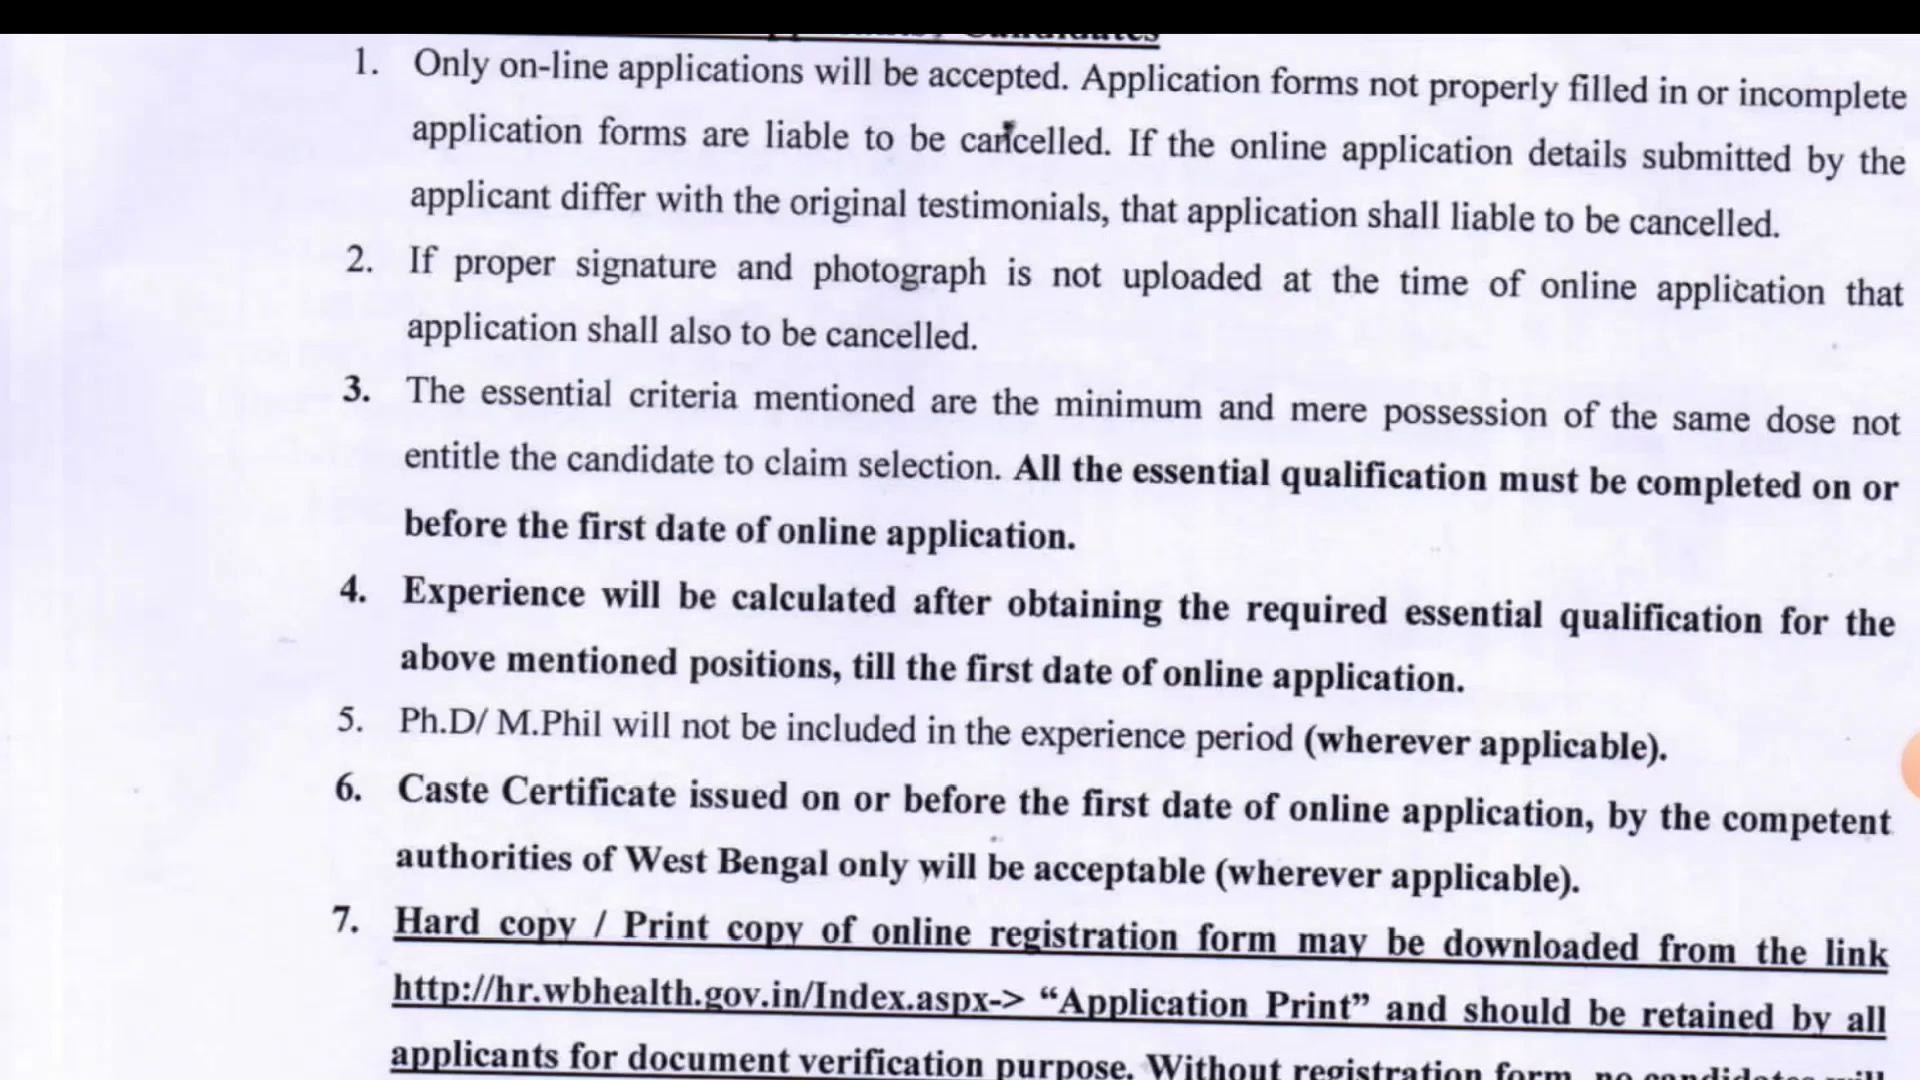 Candidates
1. Only on-line applications will be accepted. Application forms not properly filled in or incomplete
application forms are liable to be cancelled. If the online application details submitted by the
applicant differ with the original testimonials, that application shall liable to be cancelled.
2. If proper signature and photograph is not uploaded at the time of online application that
application shall also to be cancelled.
3. The essential criteria mentioned are the minimum and mere possession of the same dose not
entitle the candidate to claim selection. All the essential qualification must be completed on or
before the first date of online application.
4. Experience will be calculated after obtaining the required essential qualification for the
above mentioned positions, till the first date of online application.
5. Ph.D/ M.Phil will not be included in the experience period (wherever applicable).
6. Caste Certificate issued on or before the first date of online application, by the competent
authorities of West Bengal only will be acceptable (wherever applicable).
7. Hard copy / Print copy of online registration form may be downloaded from the link
http://hr.wbhealth.gov.in/Index.aspx-> “Application Print” and should be retained by all
applicants for document verification purpose. Without registration form, no candidates will